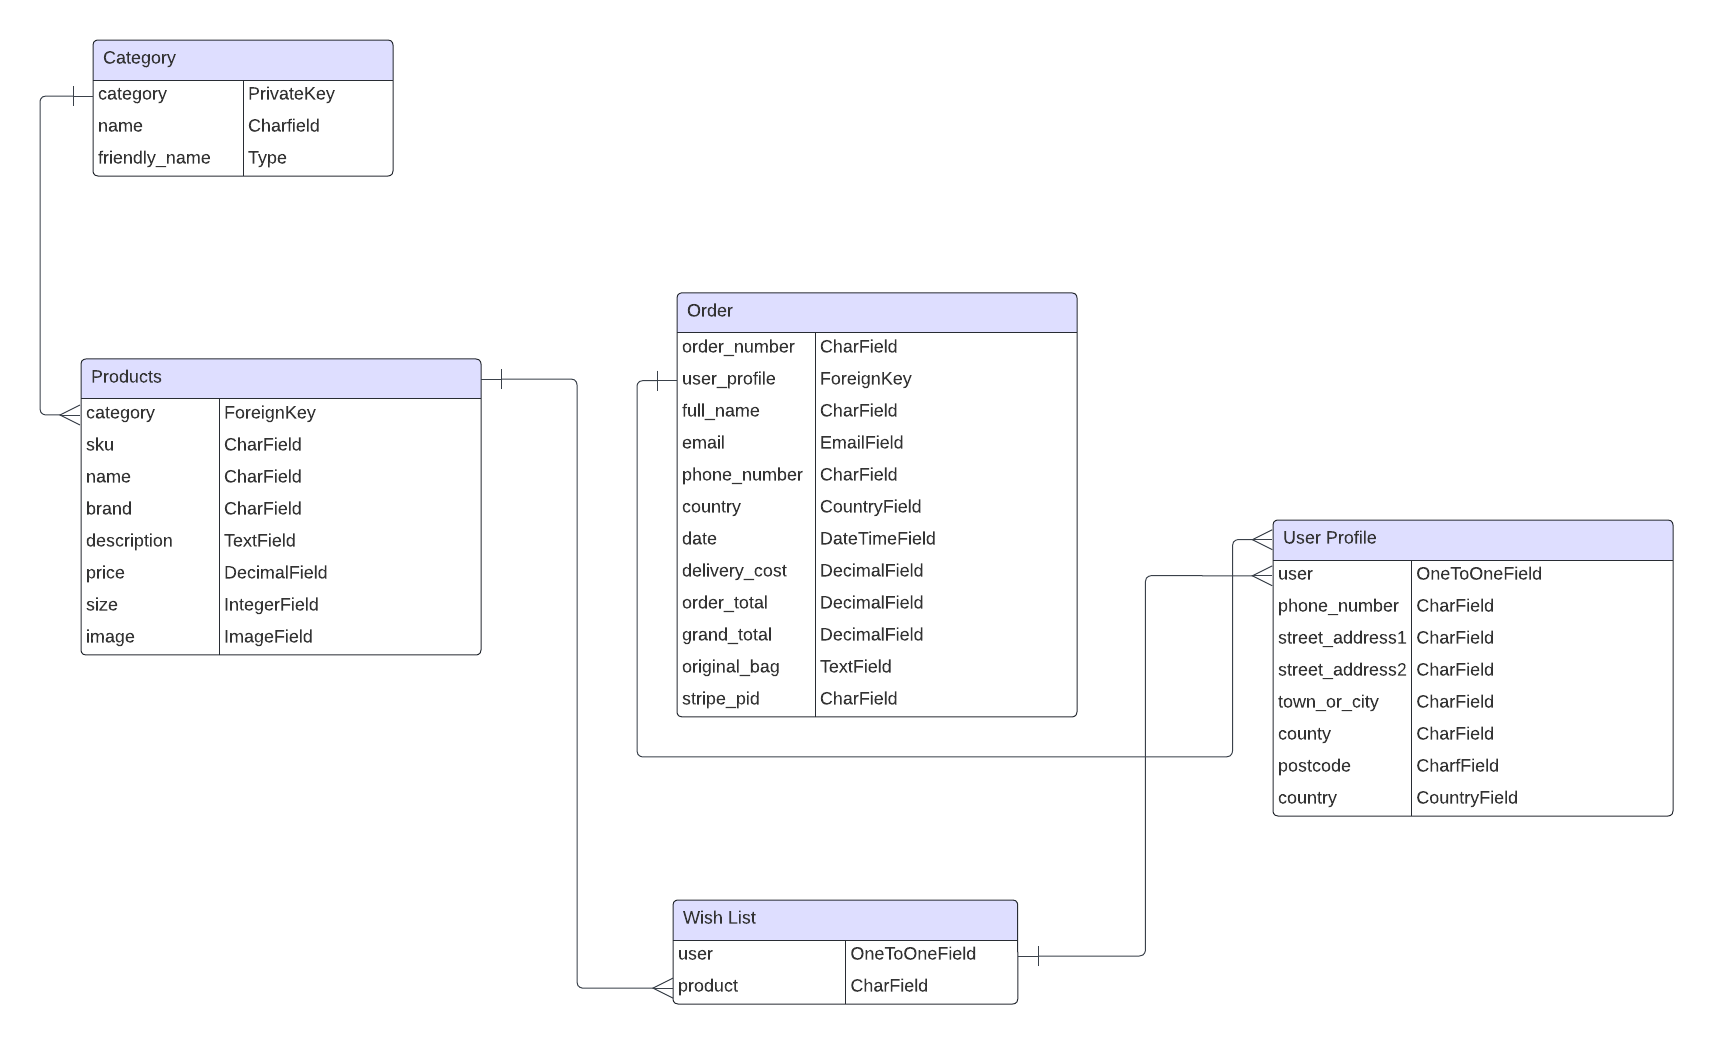 Category
category PrivateKey
name Charfield
friendly_name Type
Products
category ForeignKey
sku CharField
name CharField
brand CharField
description TextField
price DecimalField
size IntegerField
image ImageField
Order
order_number CharField
user_profile ForeignKey
full_name CharField
email EmailField
phone_number CharField
country CountryField
date DateTimeField
delivery_cost DecimalField
order_total DecimalField
grand_total DecimalField
original_bag TextField
stripe_pid CharField
User Profile
user OneToOneField
phone_number CharField
street_address1 CharField
street_address2 CharField
town_or_city CharField
county CharField
postcode CharfField
country CountryField
Wish List
user OneToOneField
product CharField